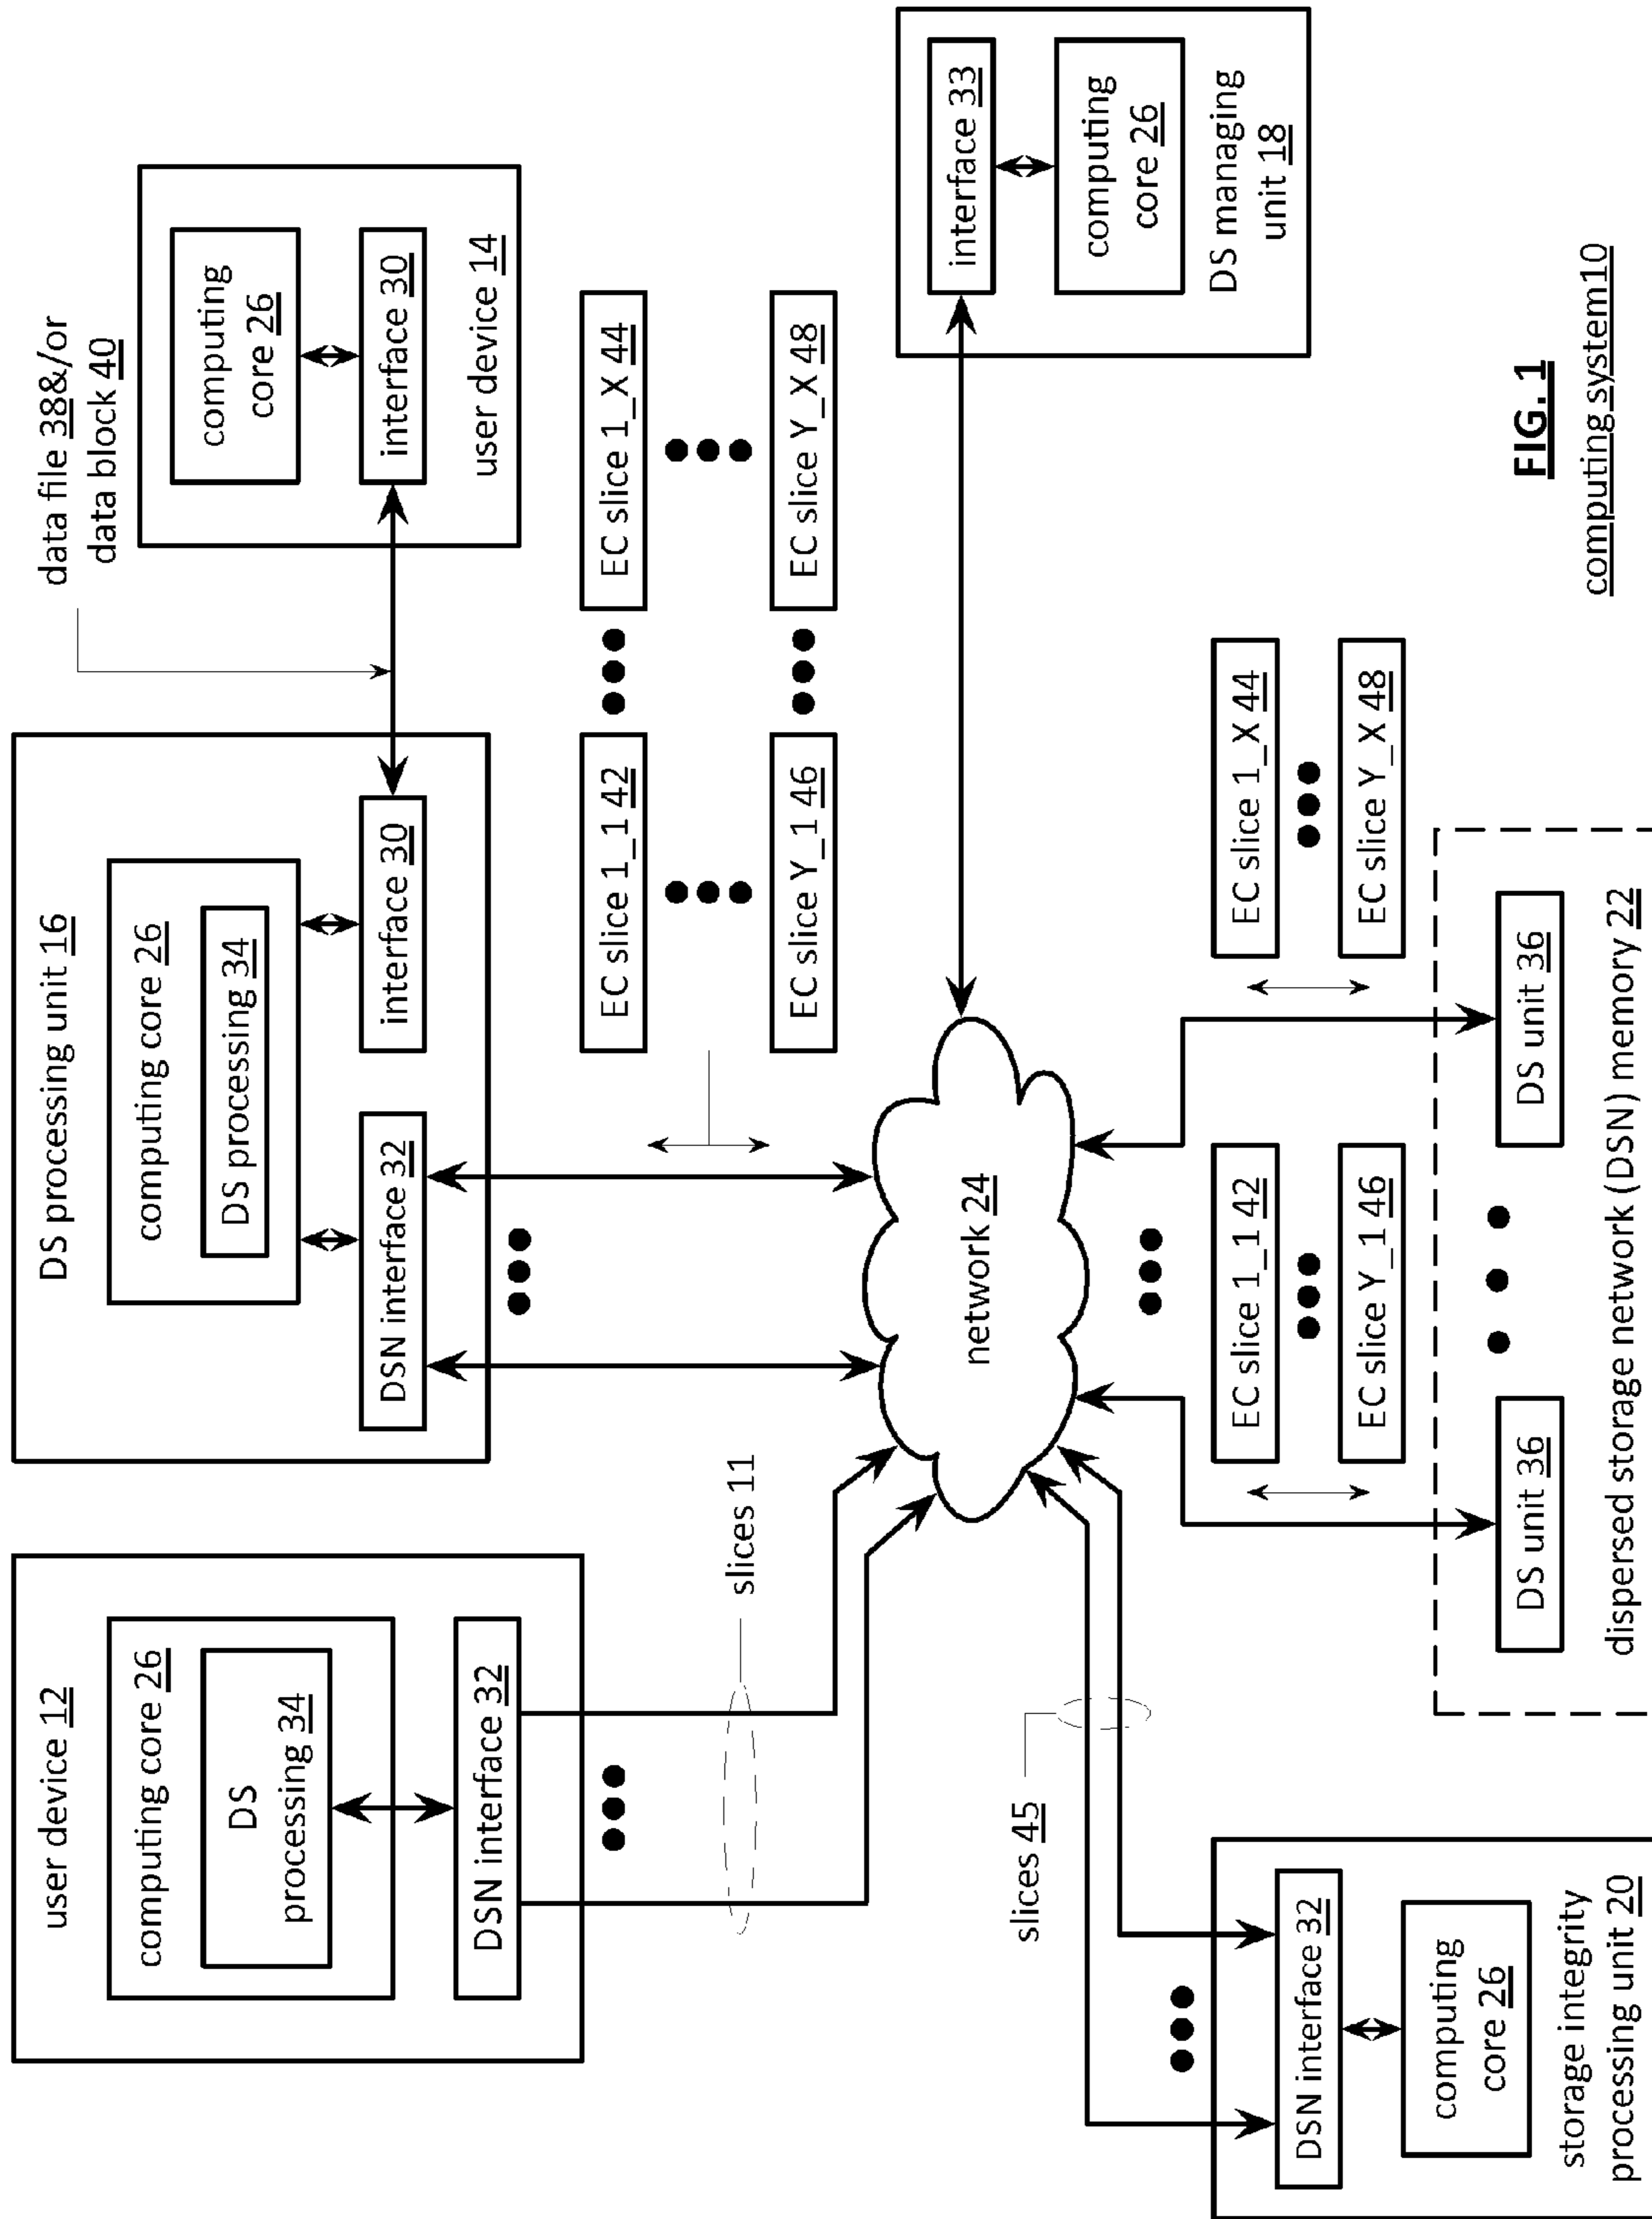 user device 12
computing core 26
DS
processing 34
DSN interface 32
slices 11
DS processing unit 16
computing core 26
DS processing 34
DSN interface 32
interface 30
data file 38&/or
data block 40
computing
core 26
interface 30
user device 14
EC slice 1_1 42
EC slice 1_X 44
EC slice Y_1 46
EC slice Y_X 48
network 24
interface 33
computing
core 26
DS managing
unit 18
slices 45
DSN interface 32
computing
core 26
storage integrity
processing unit 20
EC slice 1_1 42
EC slice Y_1 46
EC slice 1_X 44
EC slice Y_X 48
DS unit 36
DS unit 36
dispersed storage network (DSN) memory 22
FIG. 1
computing system10